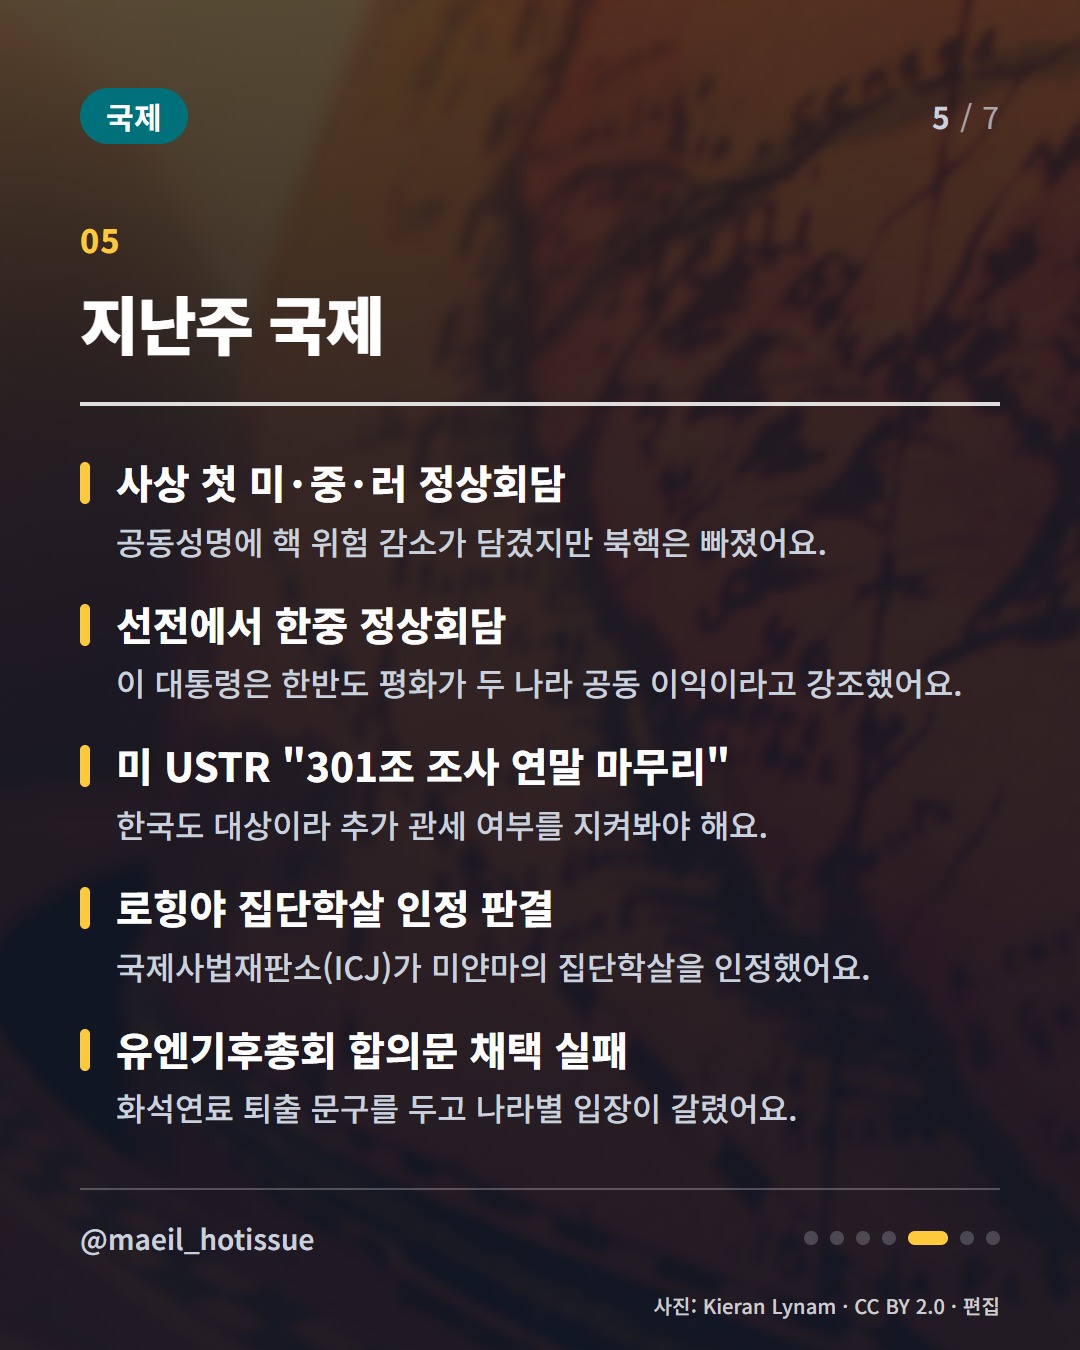 국제
5 / 7
05
지난주 국제
사상 첫 미·중·러 정상회담
공동성명에 핵 위험 감소가 담겼지만 북핵은 빠졌어요.
선전에서 한중 정상회담
이 대통령은 한반도 평화가 두 나라 공동 이익이라고 강조했어요.
미 USTR "301조 조사 연말 마무리"
한국도 대상이라 추가 관세 여부를 지켜봐야 해요.
로힝야 집단학살 인정 판결
국제사법재판소(ICJ)가 미얀마의 집단학살을 인정했어요.
유엔기후총회 합의문 채택 실패
화석연료 퇴출 문구를 두고 나라별 입장이 갈렸어요.
@maeil_hotissue
사진: Kieran Lynam · CC BY 2.0 · 편집